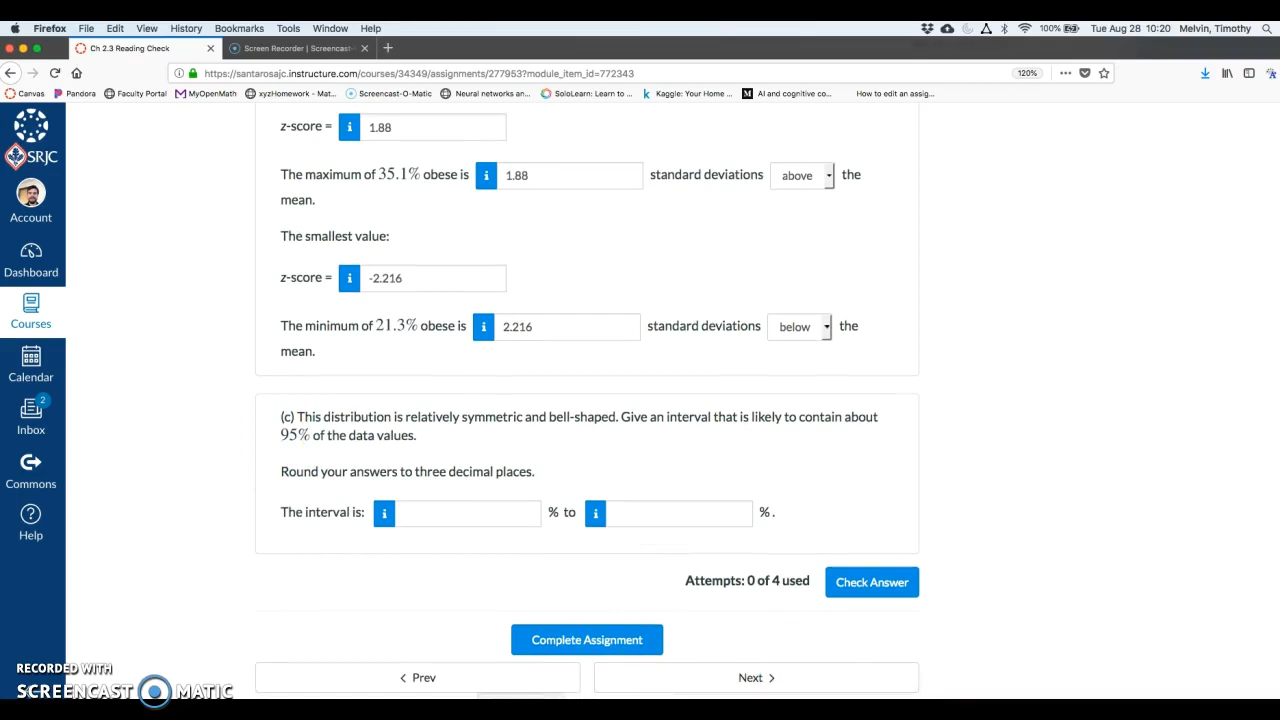 Firefox File Edit View History Bookmarks Tools Window Help 100% Tue Aug 28 10:20 Melvin, Timothy
Ch 2.3 Reading Check Screen Recorder | Screencast-
https://santarosajc.instructure.com/courses/34349/assignments/277953?module_item_id=772343 120%
Canvas Pandora Faculty Portal MyOpenMath xyzHomework - Mat... Screencast-O-Matic Neural networks an... SoloLearn: Learn to ... Kaggle: Your Home ... AI and cognitive co... How to edit an assig...
SRJC
Account
Dashboard
Courses
Calendar
2
Inbox
Commons
Help
z-score = i 1.88
The maximum of 35.1% obese is i 1.88 standard deviations above the
mean.
The smallest value:
z-score = i -2.216
The minimum of 21.3% obese is i 2.216 standard deviations below the
mean.
(c) This distribution is relatively symmetric and bell-shaped. Give an interval that is likely to contain about
95% of the data values.
Round your answers to three decimal places.
The interval is: i % to i %.
Attempts: 0 of 4 used Check Answer
Complete Assignment
< Prev Next >
RECORDED WITH
SCREENCAST MATIC